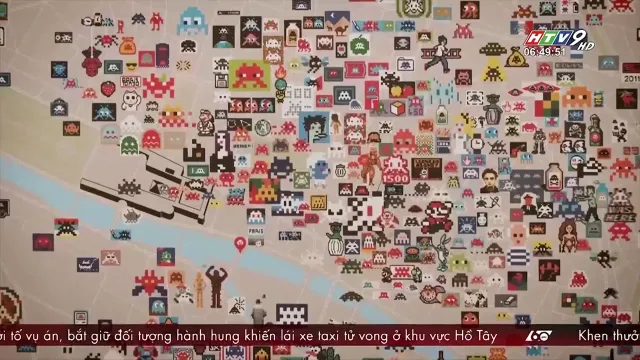 HTV9 HD
06:49:51
1500
ời tố vụ án, bắt giữ đối tượng hành hung khiến lái xe taxi tử vong ở khu vực Hồ Tây
Khen thưở